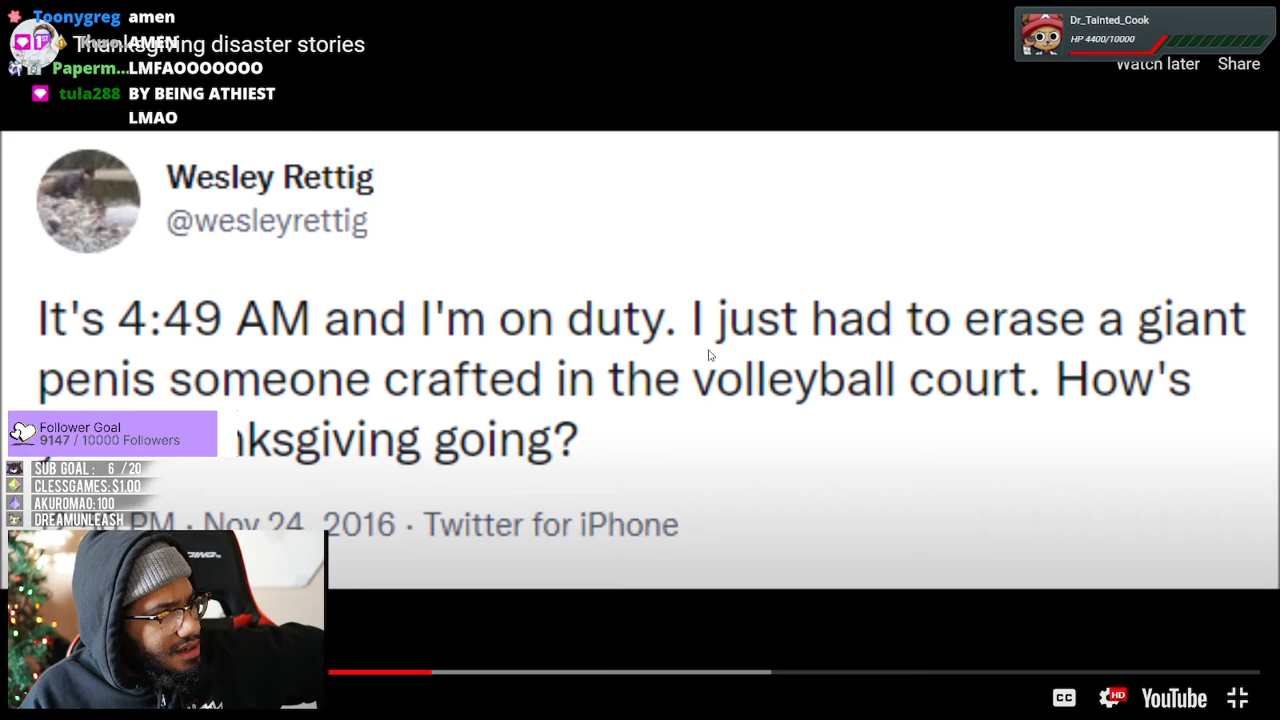 Toonygreg amen
AMEN
Thanksgiving disaster stories
Paperm... LMFAOOOOOOO
tula288 BY BEING ATHIEST
LMAO
Dr_Tainted_Cook
HP 4400/10000
Watch later Share
Wesley Rettig
@wesleyrettig
It's 4:49 AM and I'm on duty. I just had to erase a giant
penis someone crafted in the volleyball court. How's
nksgiving going?
Follower Goal
9147 / 10000 Followers
SUB GOAL: 6 /20
CLESSGAMES: $1.00
AKUROMAO: 100
DREAMUNLEASH
PM · Nov 24, 2016 · Twitter for iPhone
CC HD YouTube